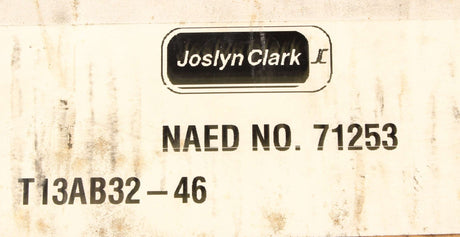 Joslyn Clark
NAED NO. 71253
T13AB32-46